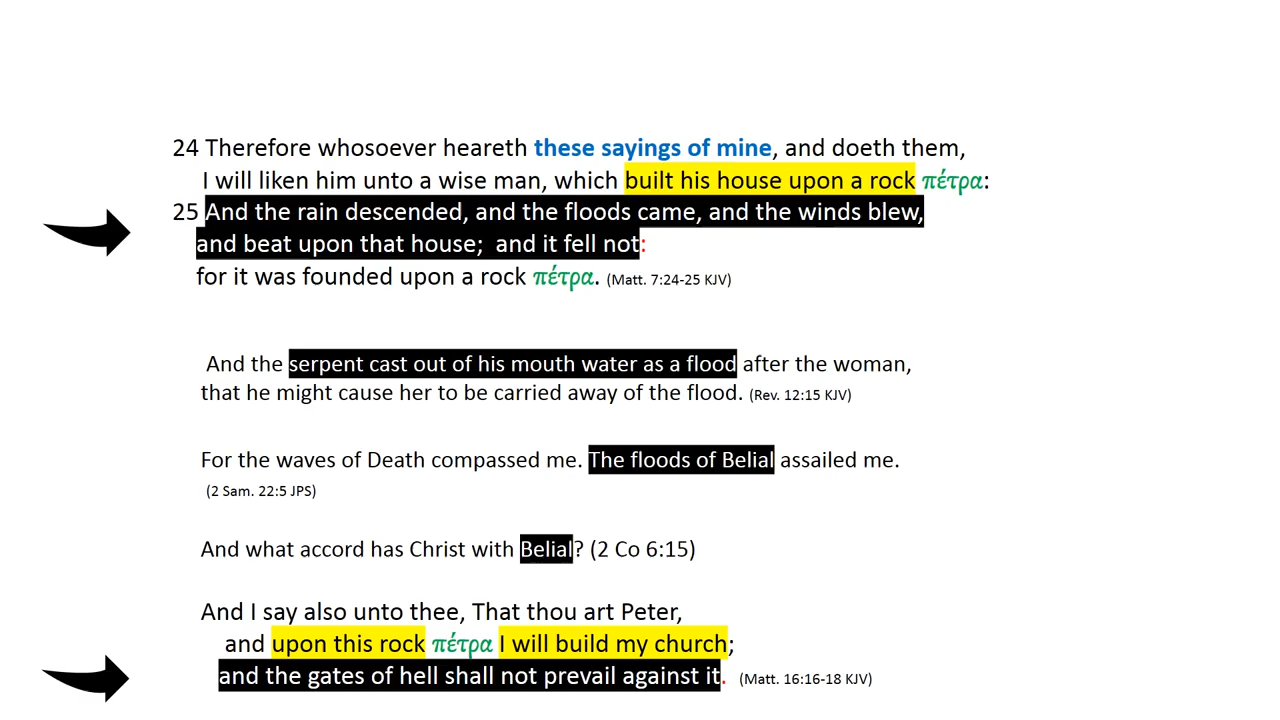 24 Therefore whosoever heareth these sayings of mine, and doeth them,
I will liken him unto a wise man, which built his house upon a rock πέτρα:
25 And the rain descended, and the floods came, and the winds blew,
and beat upon that house; and it fell not:
for it was founded upon a rock πέτρα. (Matt. 7:24-25 KJV)
And the serpent cast out of his mouth water as a flood after the woman,
that he might cause her to be carried away of the flood. (Rev. 12:15 KJV)
For the waves of Death compassed me. The floods of Belial assailed me.
(2 Sam. 22:5 JPS)
And what accord has Christ with Belial? (2 Co 6:15)
And I say also unto thee, That thou art Peter,
and upon this rock πέτρα I will build my church;
and the gates of hell shall not prevail against it. (Matt. 16:16-18 KJV)